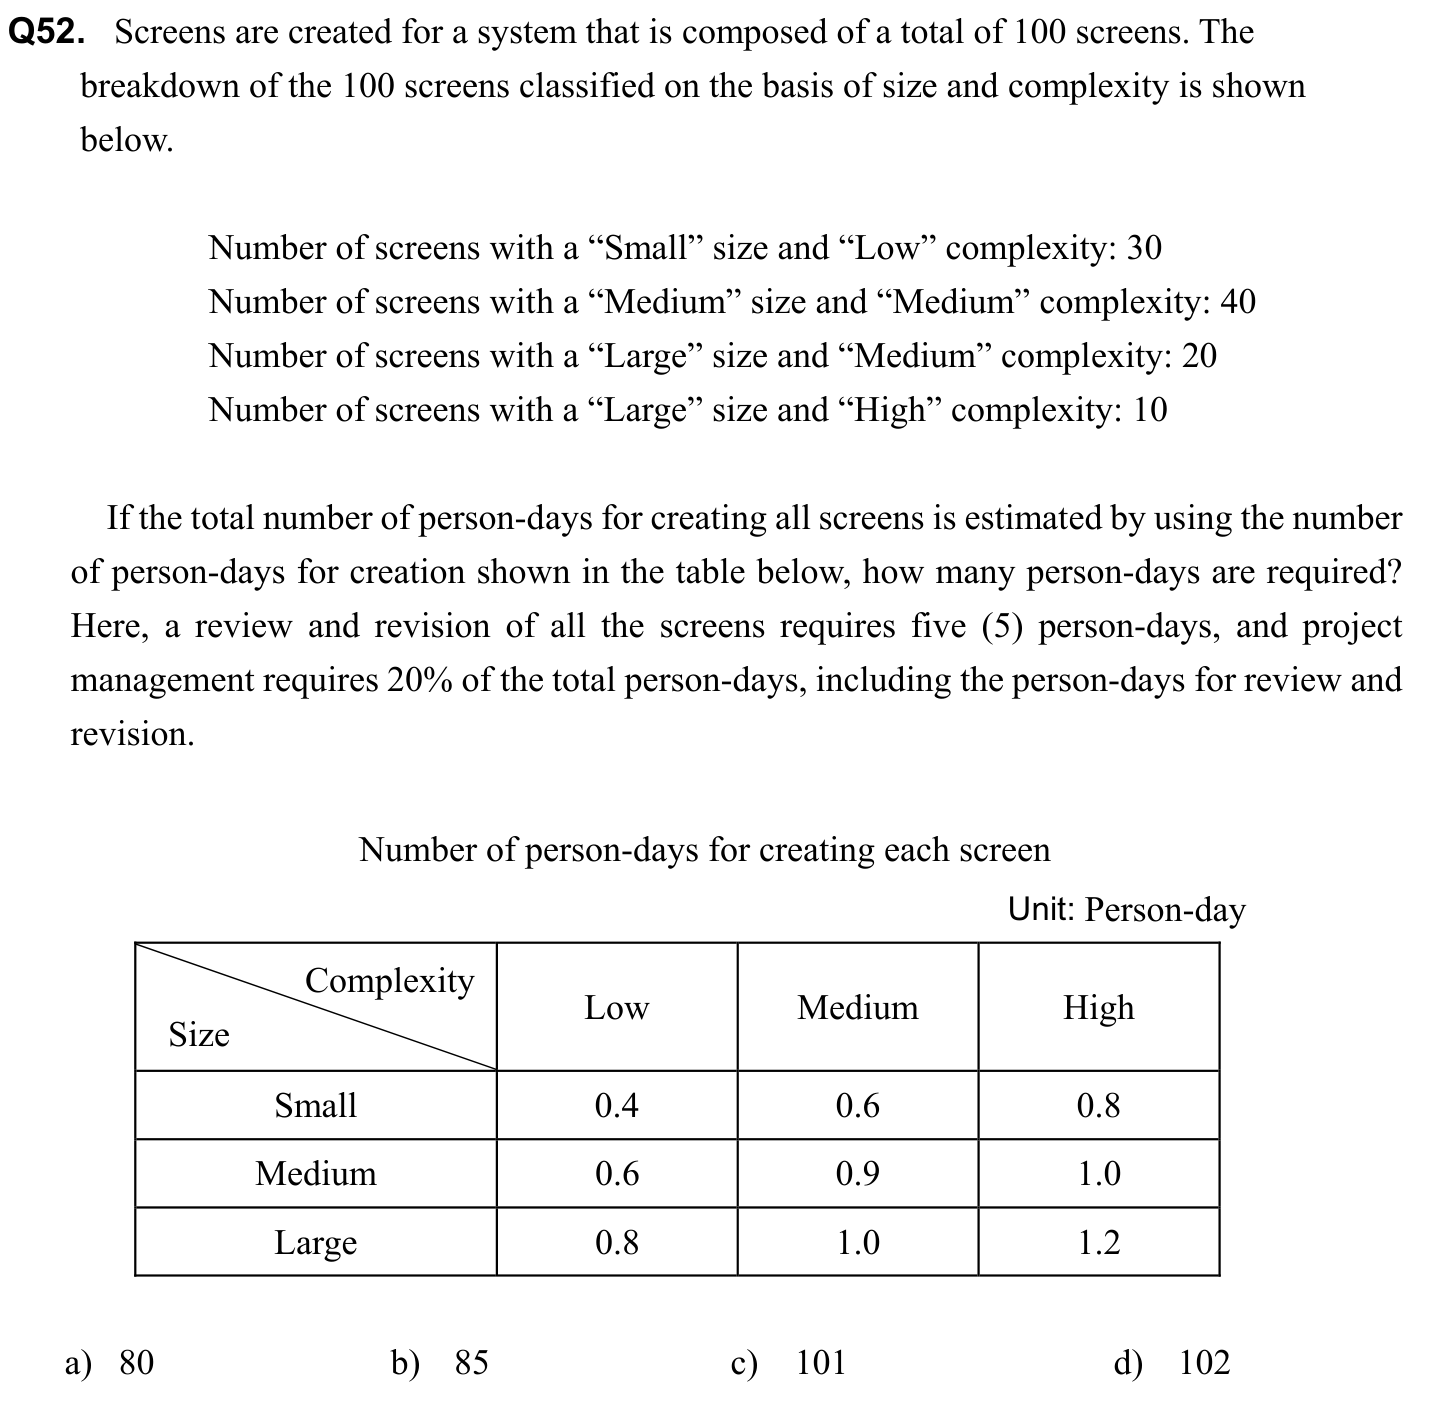 Q52. Screens are created for a system that is composed of a total of 100 screens. The
breakdown of the 100 screens classified on the basis of size and complexity is shown
below.
Number of screens with a “Small” size and “Low” complexity: 30
Number of screens with a “Medium” size and “Medium” complexity: 40
Number of screens with a “Large” size and “Medium” complexity: 20
Number of screens with a “Large” size and “High” complexity: 10
If the total number of person-days for creating all screens is estimated by using the number
of person-days for creation shown in the table below, how many person-days are required?
Here, a review and revision of all the screens requires five (5) person-days, and project
management requires 20% of the total person-days, including the person-days for review and
revision.
Number of person-days for creating each screen
Unit: Person-day
Complexity
Size
Low Medium High
Small 0.4 0.6 0.8
Medium 0.6 0.9 1.0
Large 0.8 1.0 1.2
a) 80 b) 85 c) 101 d) 102